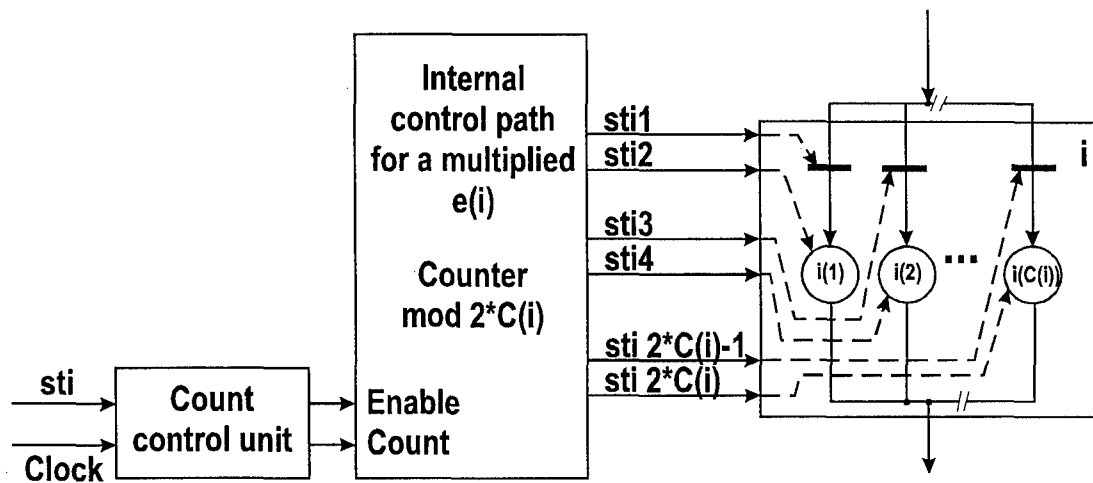 Internal
control path
for a multiplied
e(i)
Counter
mod 2*C(i)
Enable
Count
sti
Clock
Count
control unit
sti1
sti2
sti3
sti4
sti 2*C(i)-1
sti 2*C(i)
i
i(1)
i(2)
...
i(C(i))